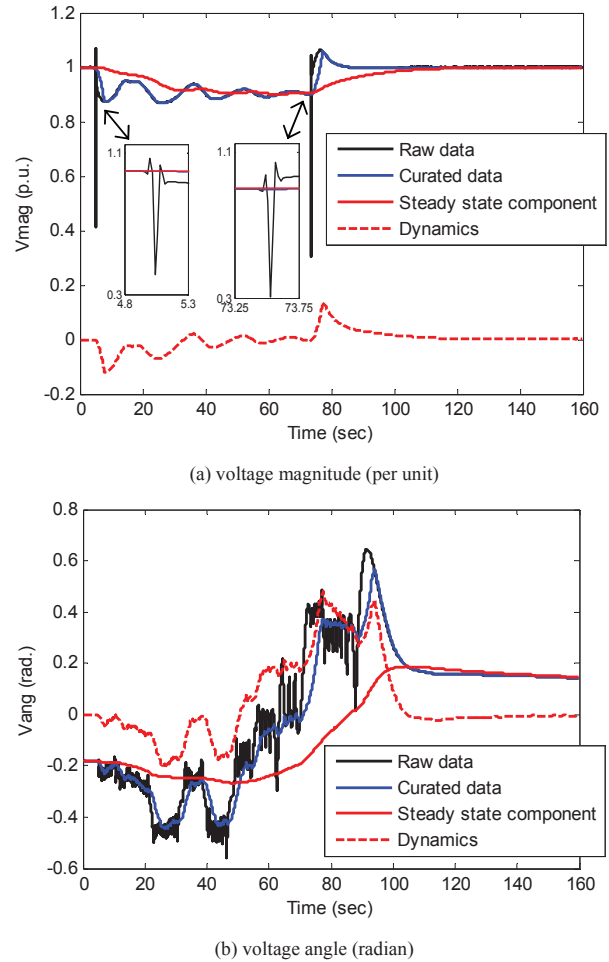 1.2
1
0.8
0.6
0.4
0.2
0
-0.2
Vmag (p.u.)
1.1
0.3
4.8
5.3
1.1
0.3
73.25
73.75
Raw data
Curated data
Steady state component
Dynamics
0 20 40 60 80 100 120 140 160
Time (sec)
(a) voltage magnitude (per unit)
0.8
0.6
0.4
0.2
0
-0.2
-0.4
-0.6
Vang (rad.)
Raw data
Curated data
Steady state component
Dynamics
0 20 40 60 80 100 120 140 160
Time (sec)
(b) voltage angle (radian)